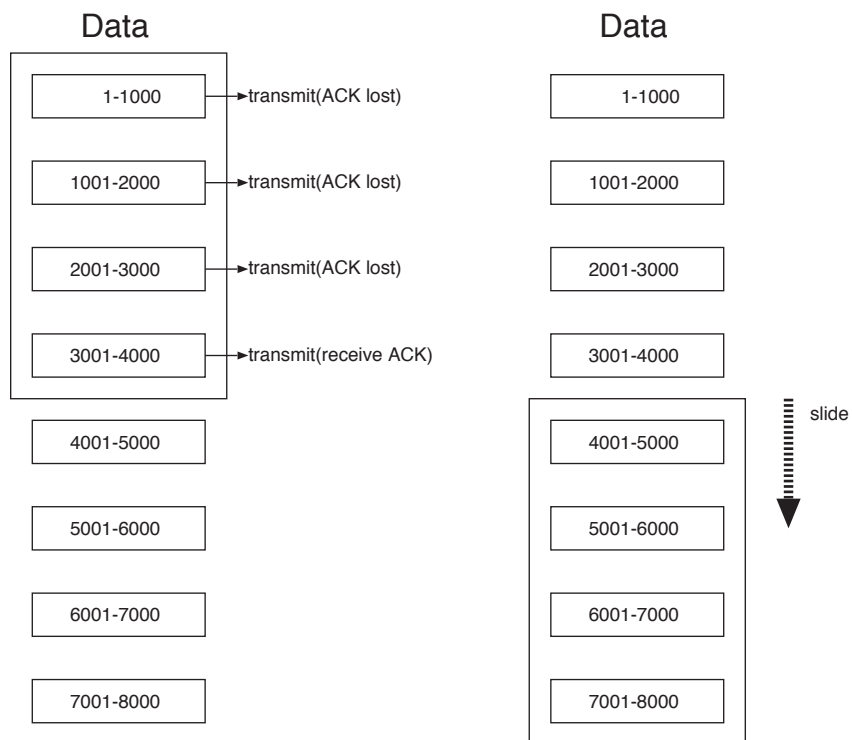 Data
1-1000 transmit(ACK lost)
1001-2000 transmit(ACK lost)
2001-3000 transmit(ACK lost)
3001-4000 transmit(receive ACK)
4001-5000
5001-6000
6001-7000
7001-8000
Data
1-1000
1001-2000
2001-3000
3001-4000
slide
4001-5000
5001-6000
6001-7000
7001-8000